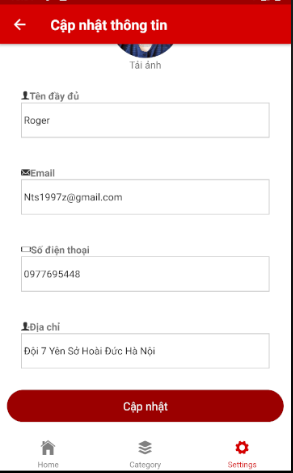 Cập nhật thông tin
Tải ảnh
Tên đầy đủ
Roger
Email
Nts1997z@gmail.com
Số điện thoại
0977695448
Địa chỉ
Đội 7 Yên Sở Hoài Đức Hà Nội
Cập nhật
Home
Category
Settings